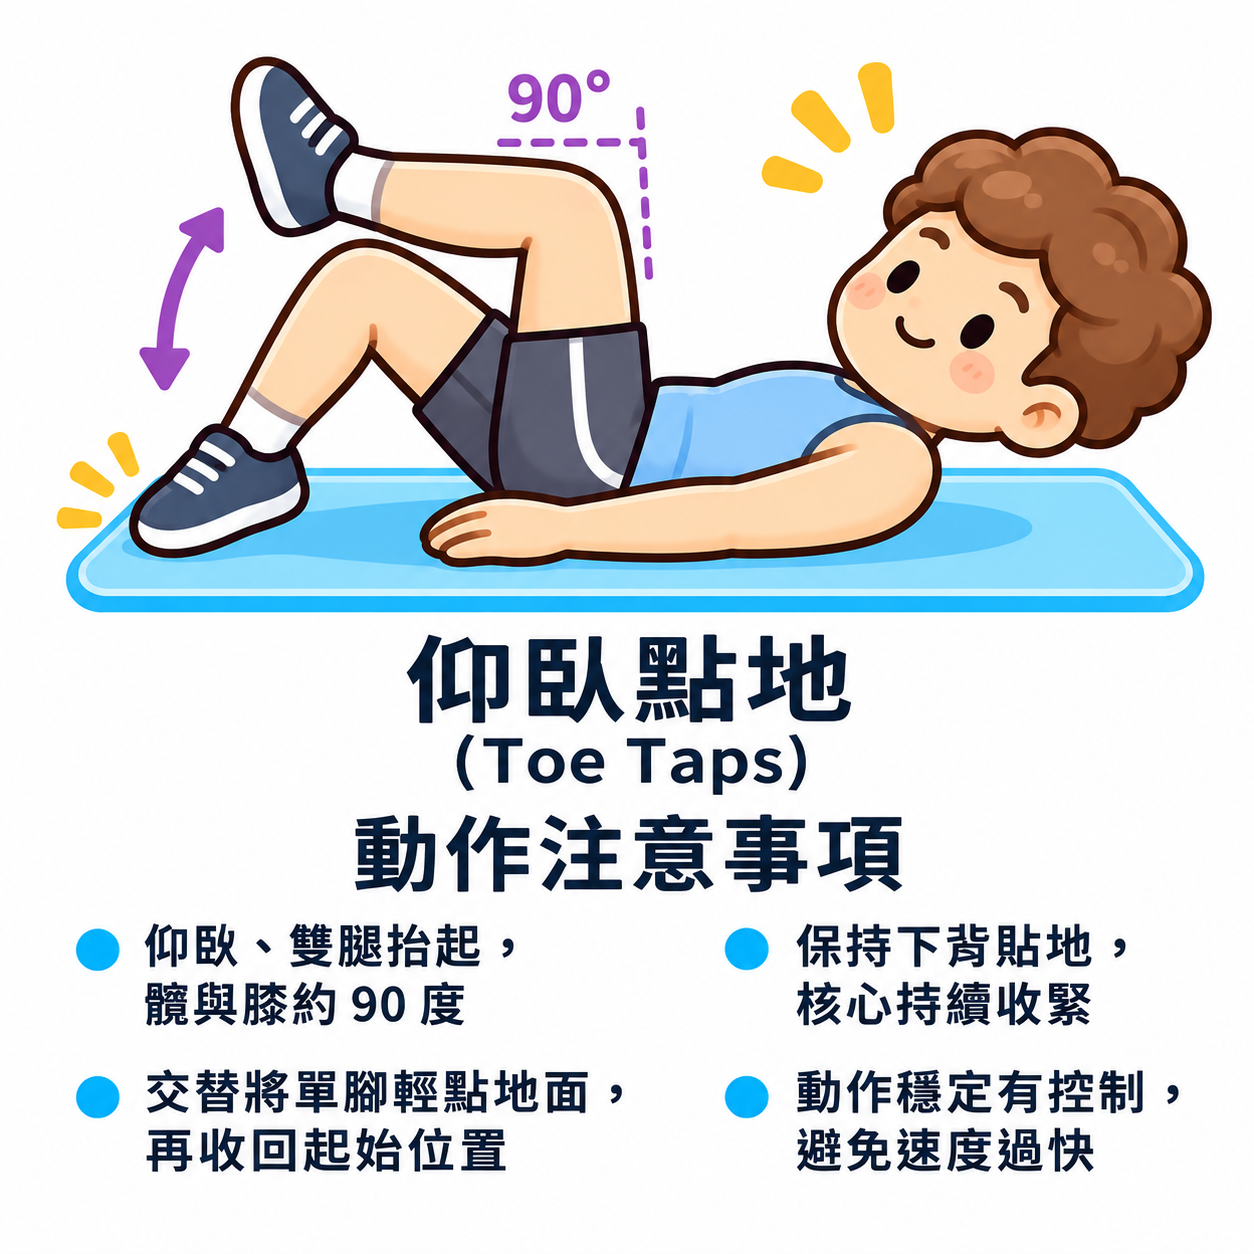 90°
仰臥點地
(Toe Taps)
動作注意事項
仰臥、雙腿抬起，
髖與膝約 90 度
交替將單腳輕點地面，
再收回起始位置
保持下背貼地，
核心持續收緊
動作穩定有控制，
避免速度過快